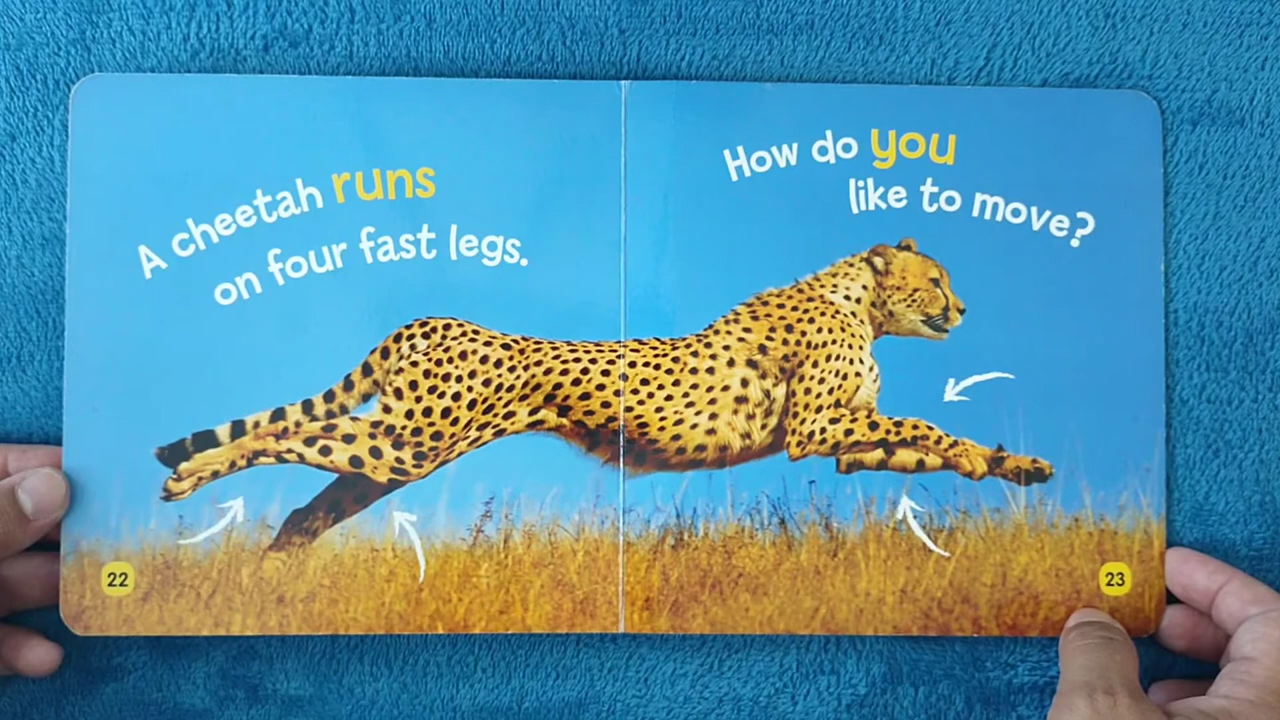 A cheetah runs
on four fast legs.
22
How do you
like to move?
23